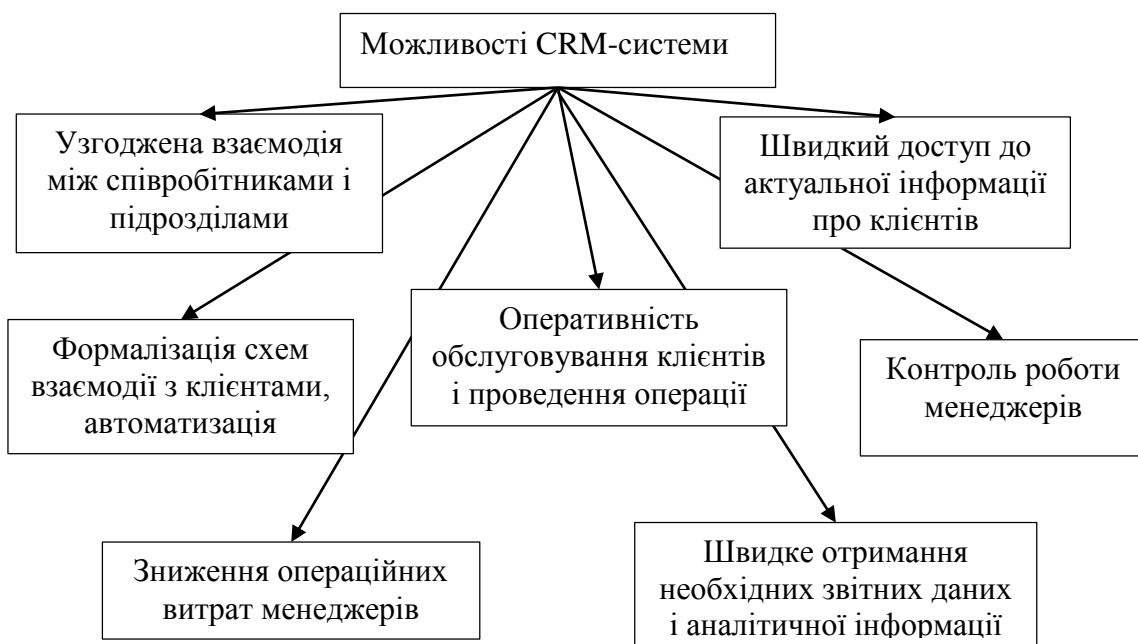 Можливості CRM-системи
Узгоджена взаємодія
між співробітниками і
підрозділами
Швидкий доступ до
актуальної інформації
про клієнтів
Формалізація схем
взаємодії з клієнтами,
автоматизація
Оперативність
обслуговування клієнтів
і проведення операції
Контроль роботи
менеджерів
Зниження операційних
витрат менеджерів
Швидке отримання
необхідних звітних даних
і аналітичної інформації